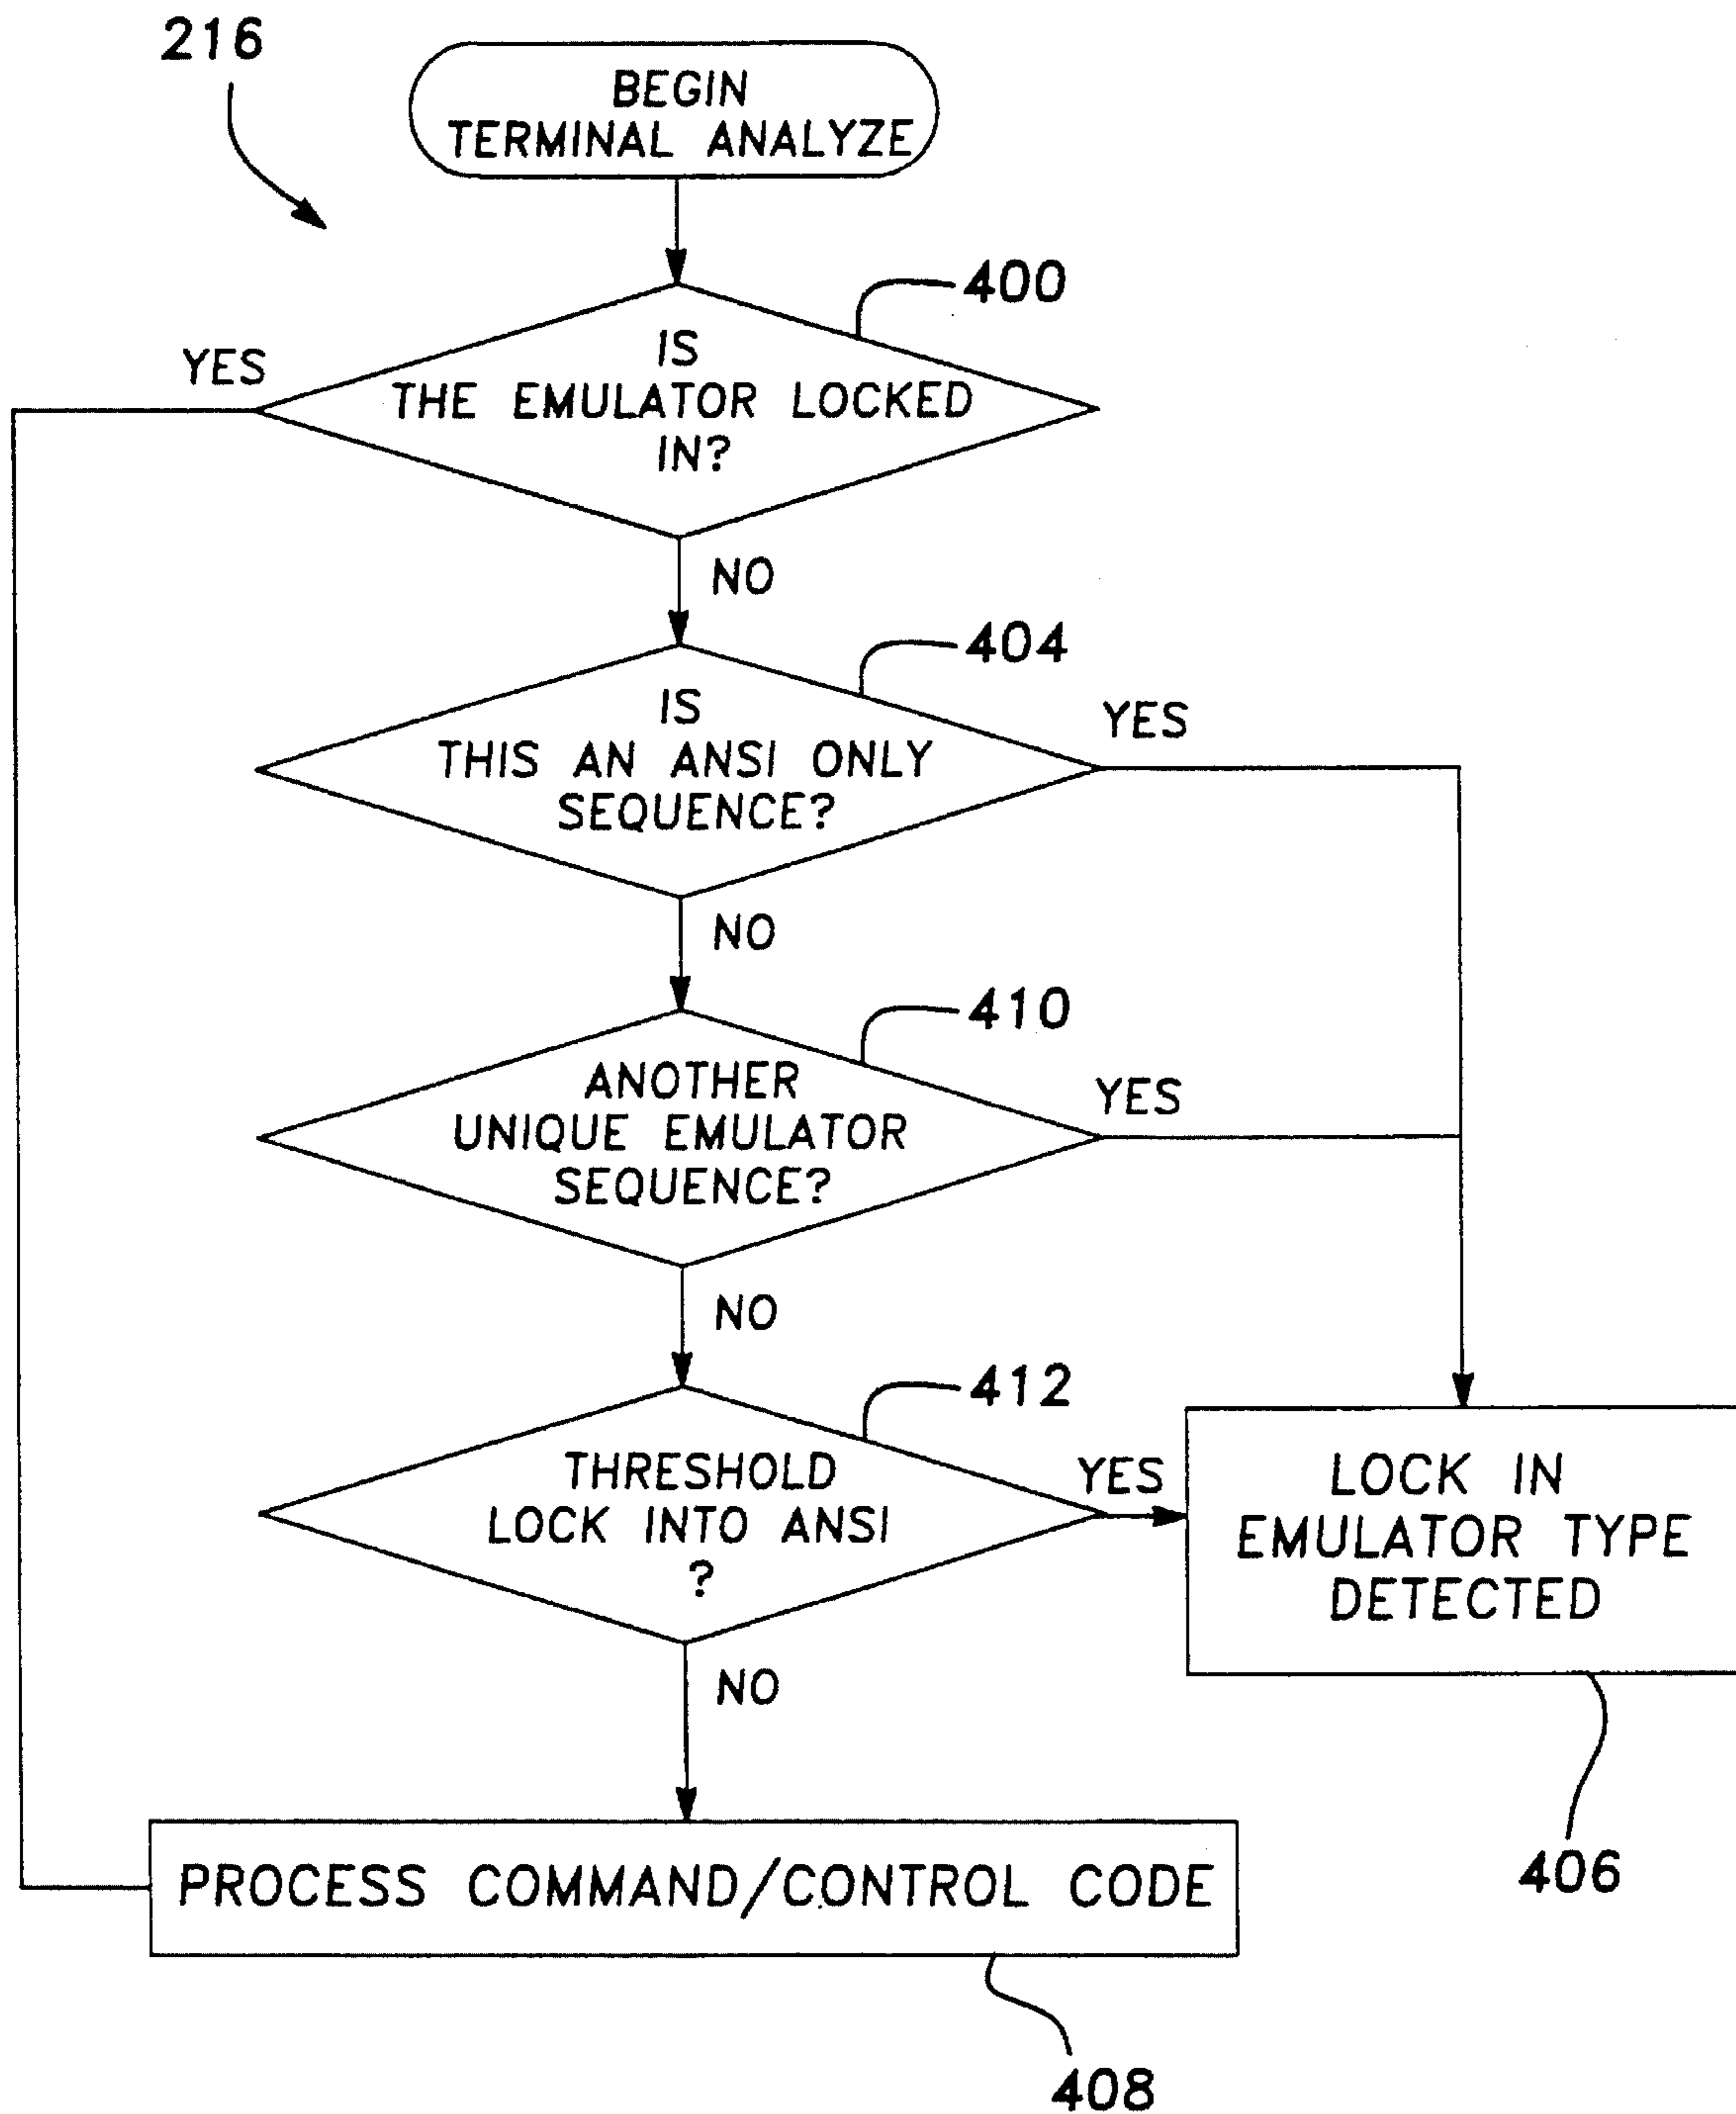 216
BEGIN
TERMINAL ANALYZE
400
YES
IS
THE EMULATOR LOCKED
IN?
NO
404
IS
THIS AN ANSI ONLY
SEQUENCE?
YES
NO
410
ANOTHER
UNIQUE EMULATOR
SEQUENCE?
YES
NO
412
THRESHOLD
LOCK INTO ANSI
?
YES
LOCK IN
EMULATOR TYPE
DETECTED
NO
406
PROCESS COMMAND/CONTROL CODE
408